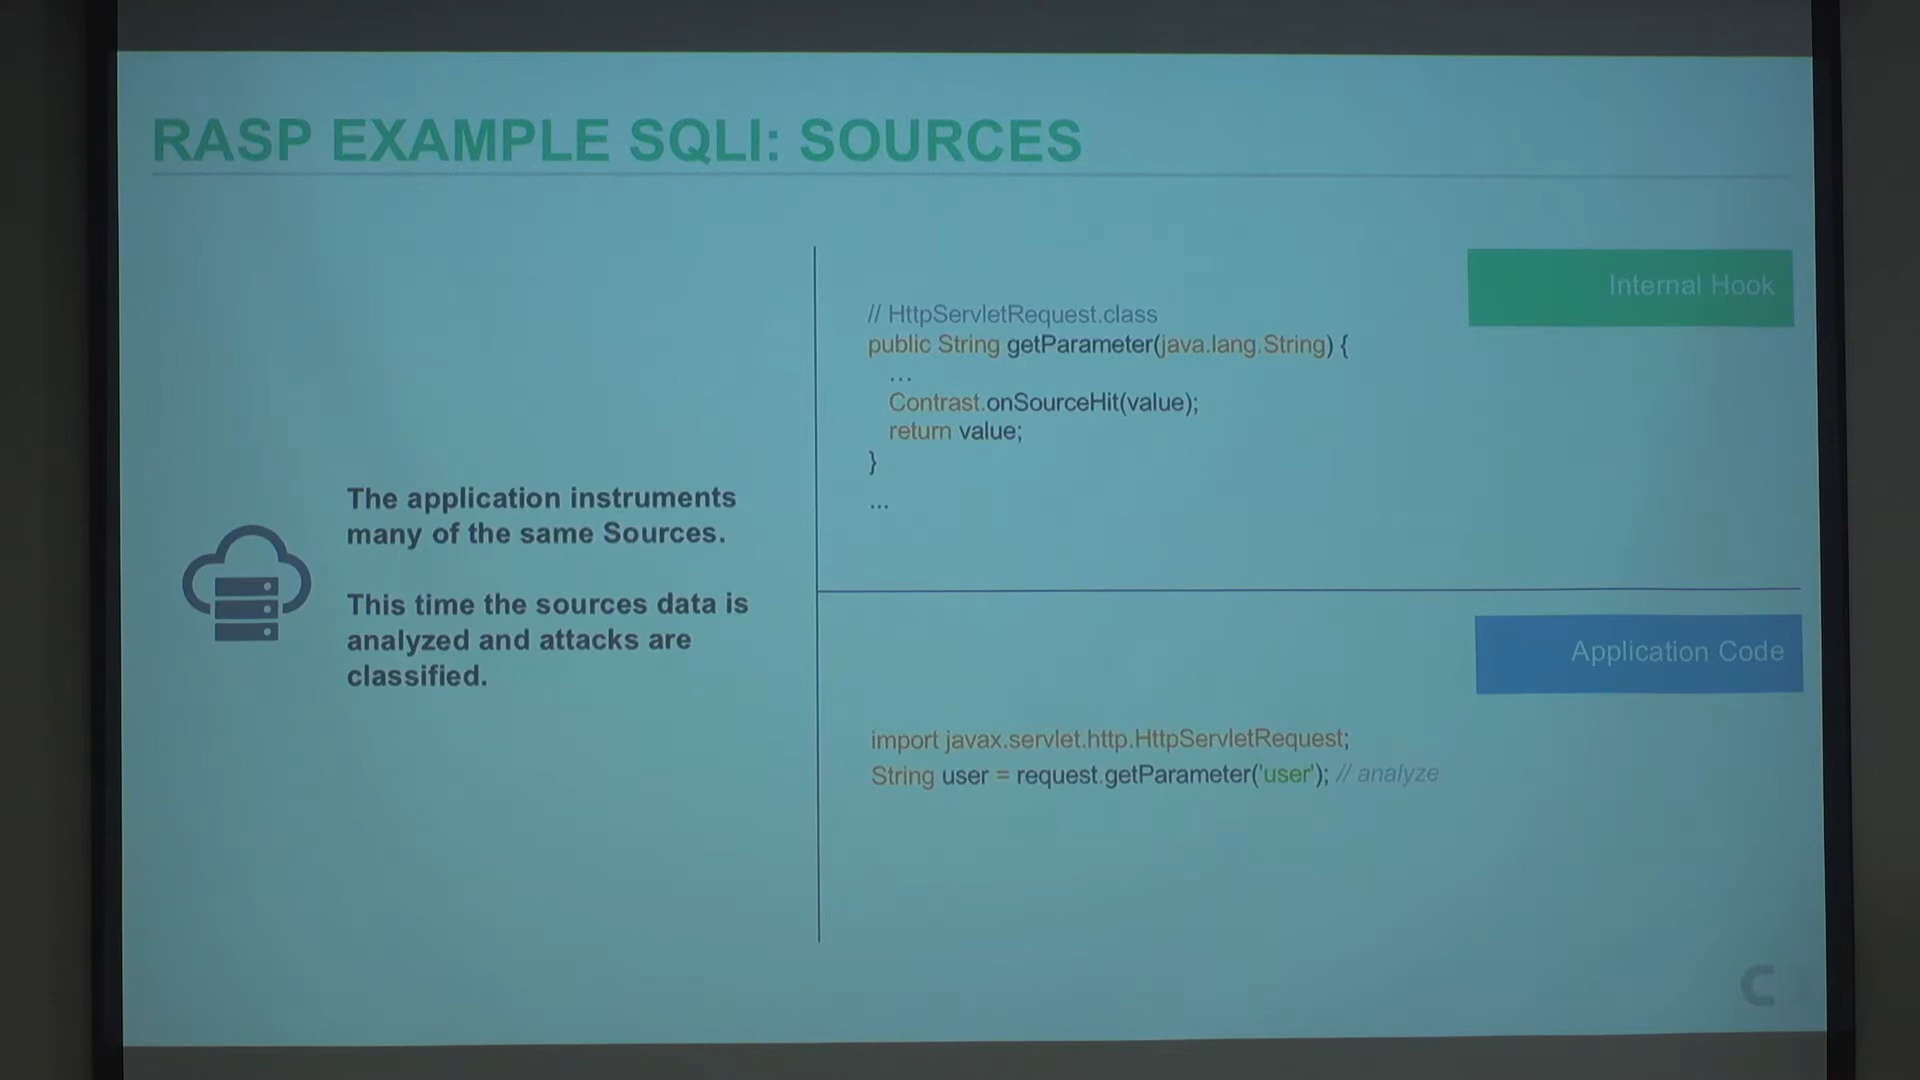 RASP EXAMPLE SQLI: SOURCES
The application instruments
many of the same Sources.
This time the sources data is
analyzed and attacks are
classified.
Internal Hook
// HttpServletRequest.class
public String getParameter(java.lang.String) {
...
Contrast.onSourceHit(value);
return value;
}
...
Application Code
import javax.servlet.http.HttpServletRequest;
String user = request.getParameter('user'); // analyze